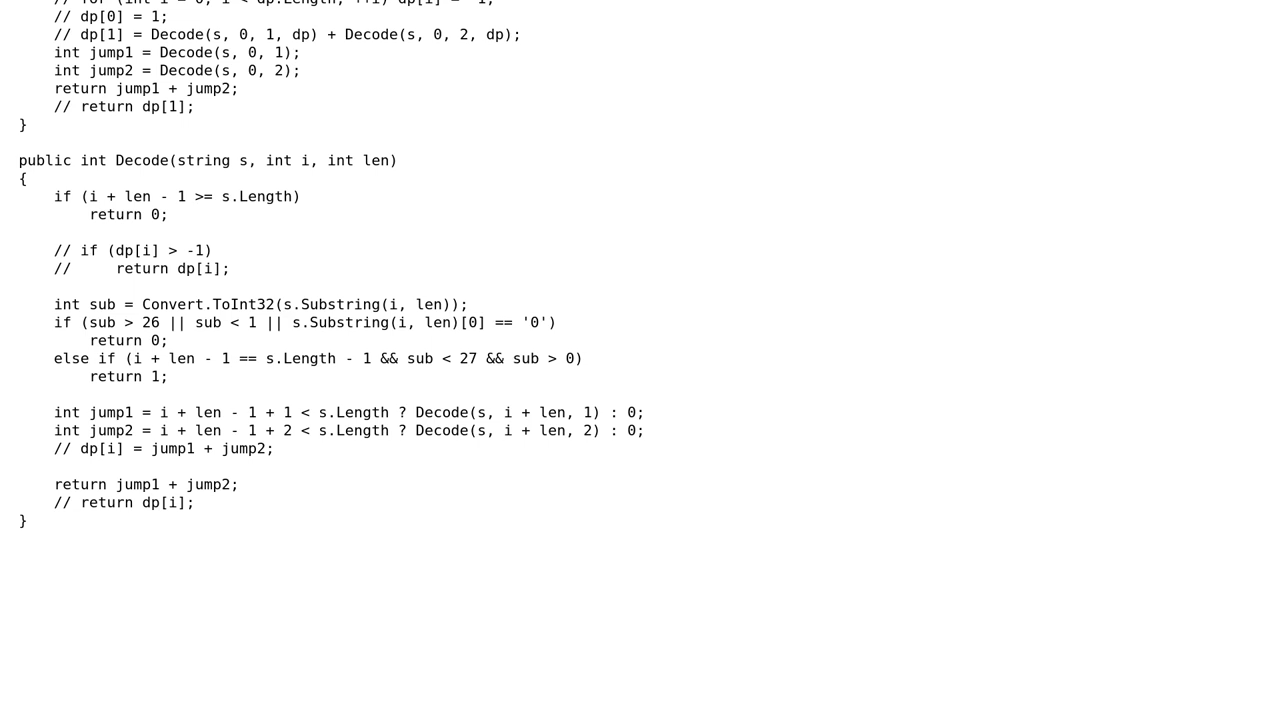 // dp[0] = 1;
// dp[1] = Decode(s, 0, 1, dp) + Decode(s, 0, 2, dp);
int jump1 = Decode(s, 0, 1);
int jump2 = Decode(s, 0, 2);
return jump1 + jump2;
// return dp[1];
}
public int Decode(string s, int i, int len)
{
if (i + len - 1 >= s.Length)
return 0;
// if (dp[i] > -1)
//     return dp[i];
int sub = Convert.ToInt32(s.Substring(i, len));
if (sub > 26 || sub < 1 || s.Substring(i, len)[0] == '0')
return 0;
else if (i + len - 1 == s.Length - 1 && sub < 27 && sub > 0)
return 1;
int jump1 = i + len - 1 + 1 < s.Length ? Decode(s, i + len, 1) : 0;
int jump2 = i + len - 1 + 2 < s.Length ? Decode(s, i + len, 2) : 0;
// dp[i] = jump1 + jump2;
return jump1 + jump2;
// return dp[i];
}